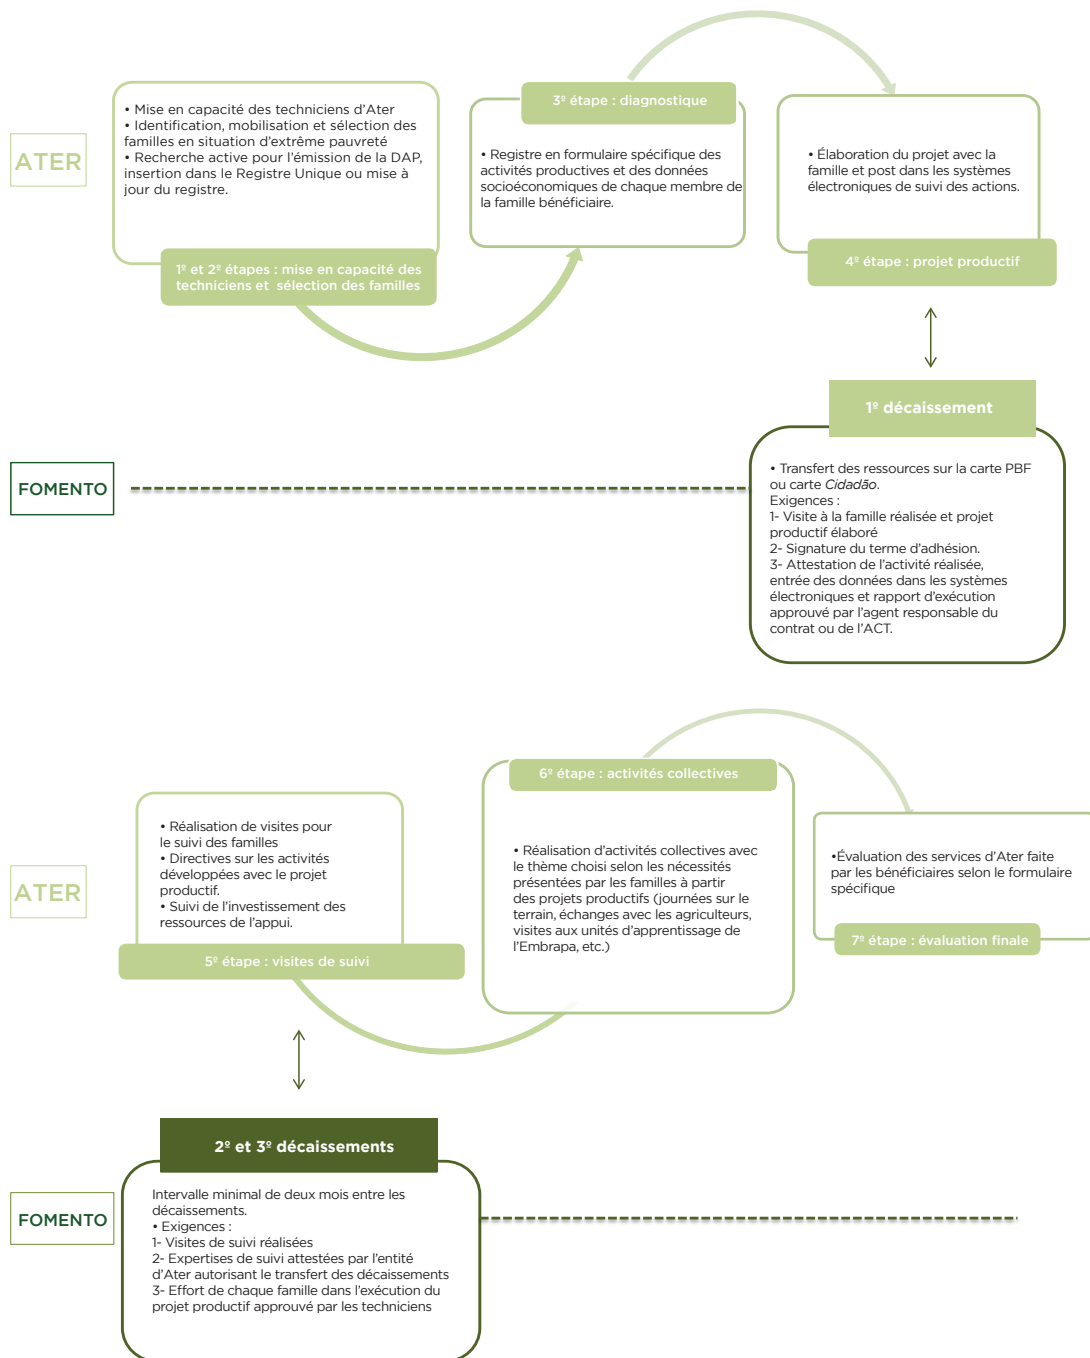 ATER
• Mise en capacité des techniciens d’Ater
• Identification, mobilisation et sélection des
familles en situation d’extrême pauvreté
• Recherche active pour l’émission de la DAP,
insertion dans le Registre Unique ou mise à
jour du registre.
1º et 2º étapes : mise en capacité des
techniciens et sélection des familles
3º étape : diagnostique
• Registre en formulaire spécifique des
activités productives et des données
socioéconomiques de chaque membre de
la famille bénéficiaire.
• Élaboration du projet avec la
famille et post dans les systèmes
électroniques de suivi des actions.
4º étape : projet productif
FOMENTO
1º décaissement
• Transfert des ressources sur la carte PBF
ou carte Cidadão.
Exigences :
1- Visite à la famille réalisée et projet
productif élaboré
2- Signature du terme d’adhésion.
3- Attestation de l’activité réalisée,
entrée des données dans les systèmes
électroniques et rapport d’exécution
approuvé par l’agent responsable du
contrat ou de l’ACT.
ATER
• Réalisation de visites pour
le suivi des familles
• Directives sur les activités
développées avec le projet
productif.
• Suivi de l’investissement des
ressources de l’appui.
5º étape : visites de suivi
6º étape : activités collectives
• Réalisation d’activités collectives avec
le thème choisi selon les nécessités
présentées par les familles à partir
des projets productifs (journées sur le
terrain, échanges avec les agriculteurs,
visites aux unités d’apprentissage de
l’Embrapa, etc.)
•Évaluation des services d’Ater faite
par les bénéficiaires selon le formulaire
spécifique
7º étape : évaluation finale
FOMENTO
2º et 3º décaissements
Intervalle minimal de deux mois entre les
décaissements.
• Exigences :
1- Visites de suivi réalisées
2- Expertises de suivi attestées par l’entité
d’Ater autorisant le transfert des décaissements
3- Effort de chaque famille dans l’exécution du
projet productif approuvé par les techniciens